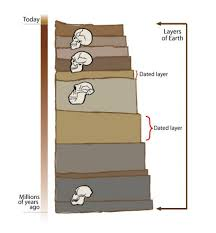 Today
Layers
of Earth
Dated layer
Dated layer
Millions
of years
ago